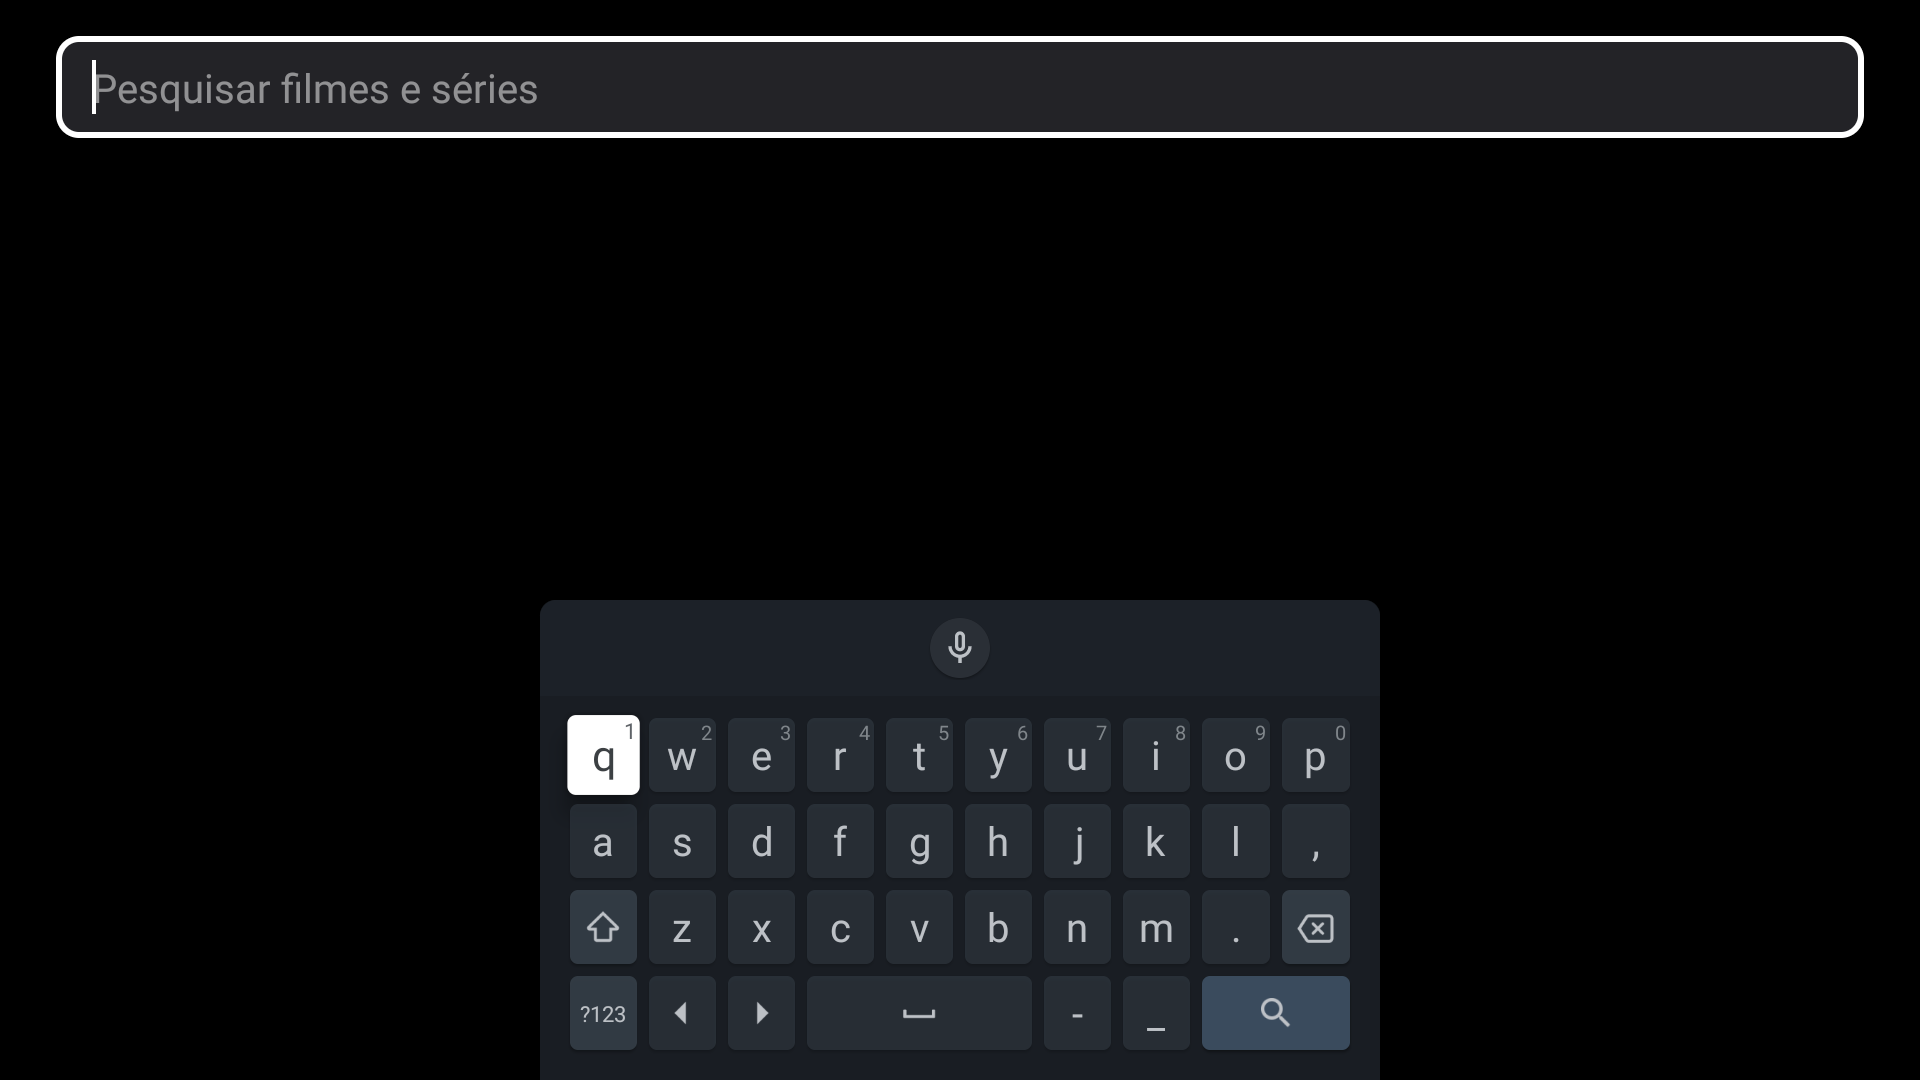 Pesquisar filmes e séries
q 1 w 2 e 3 r 4 t 5 y 6 u 7 i 8 o 9 p 0
a s d f g h j k l ,
z x c v b n m .
?123 - _